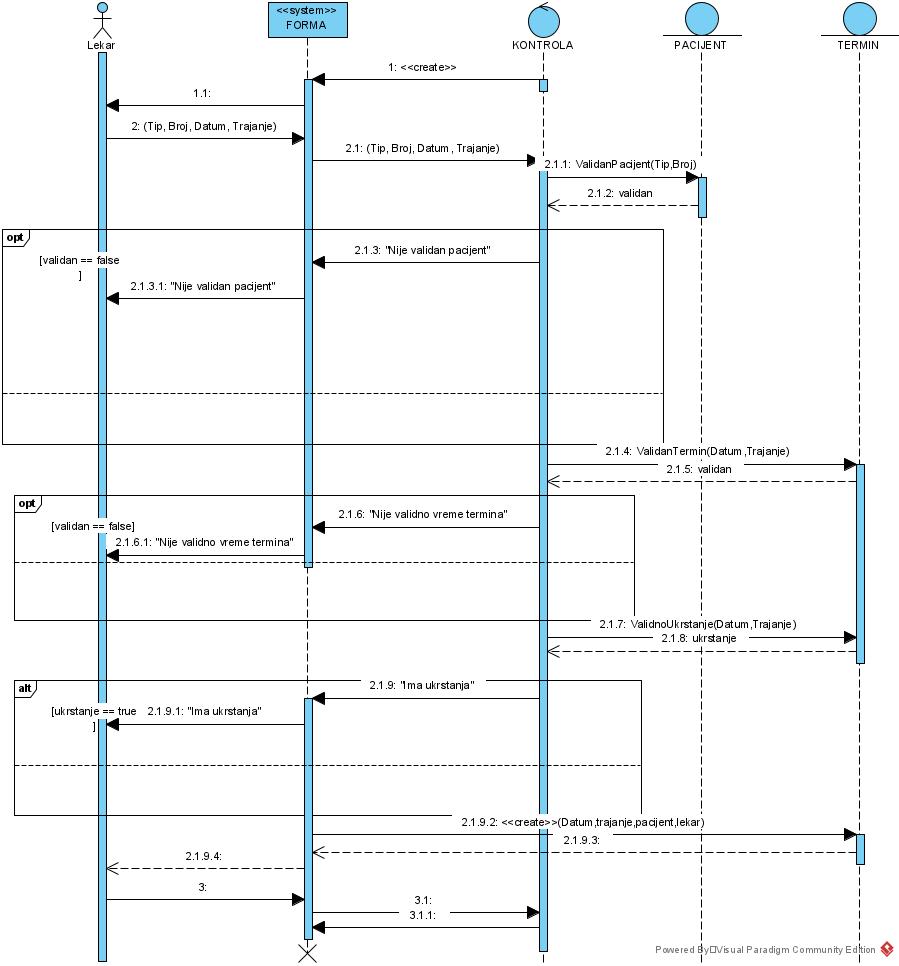 <<system>>
FORMA
Lekar
KONTROLA
PACIJENT
TERMIN
1: <<create>>
1.1:
2: (Tip, Broj, Datum, Trajanje)
2.1: (Tip, Broj, Datum , Trajanje)
2.1.1: ValidanPacijent(Tip,Broj)
2.1.2: validan
opt
[validan == false
]
2.1.3: "Nije validan pacijent"
2.1.3.1: "Nije validan pacijent"
2.1.4: ValidanTermin(Datum,Trajanje)
2.1.5: validan
opt
2.1.6: "Nije validno vreme termina"
[validan == false]
2.1.6.1: "Nije validno vreme termina"
2.1.7: ValidnoUkrstanje(Datum,Trajanje)
2.1.8: ukrstanje
alt
2.1.9: "Ima ukrstanja"
[ukrstanje == true
]
2.1.9.1: "Ima ukrstanja"
2.1.9.2: <<create>>(Datum,trajanje,pacijent,lekar)
2.1.9.3:
2.1.9.4:
3:
3.1:
3.1.1:
Powered By Visual Paradigm Community Edition